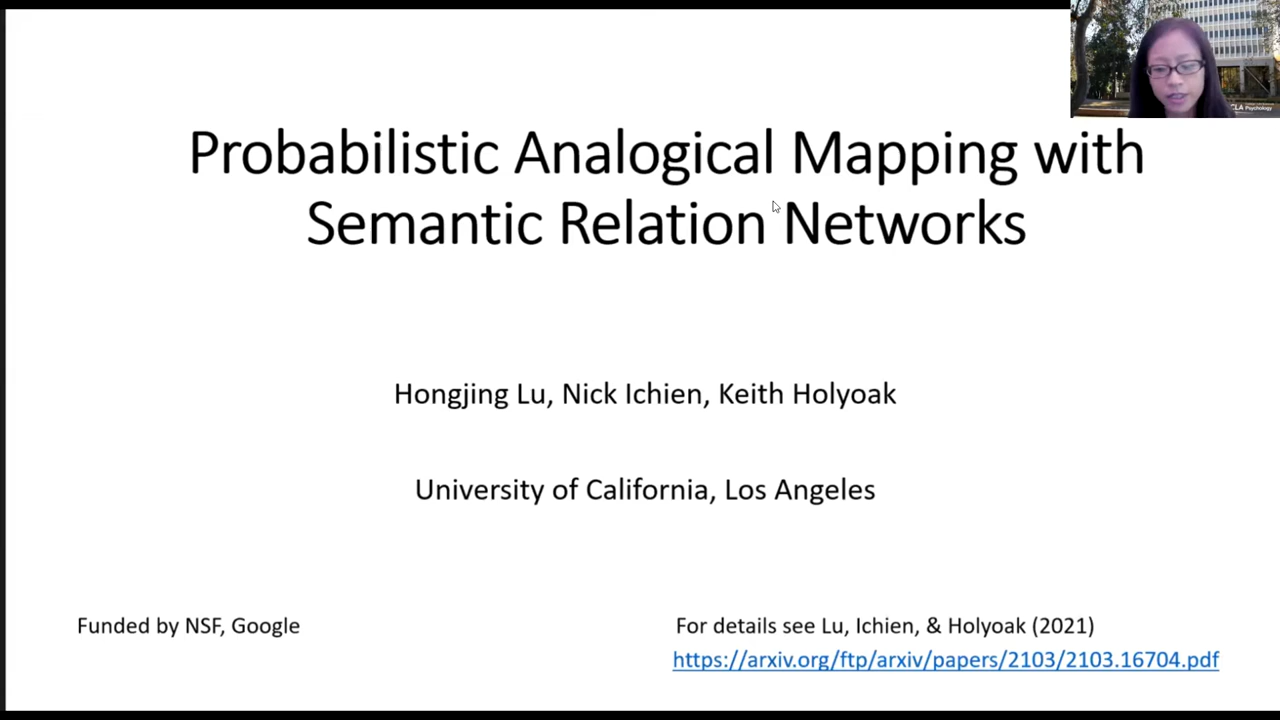 Probabilistic Analogical Mapping with
Semantic Relation Networks
Hongjing Lu, Nick Ichien, Keith Holyoak
University of California, Los Angeles
Funded by NSF, Google
For details see Lu, Ichien, & Holyoak (2021)
https://arxiv.org/ftp/arxiv/papers/2103/2103.16704.pdf
Psychology